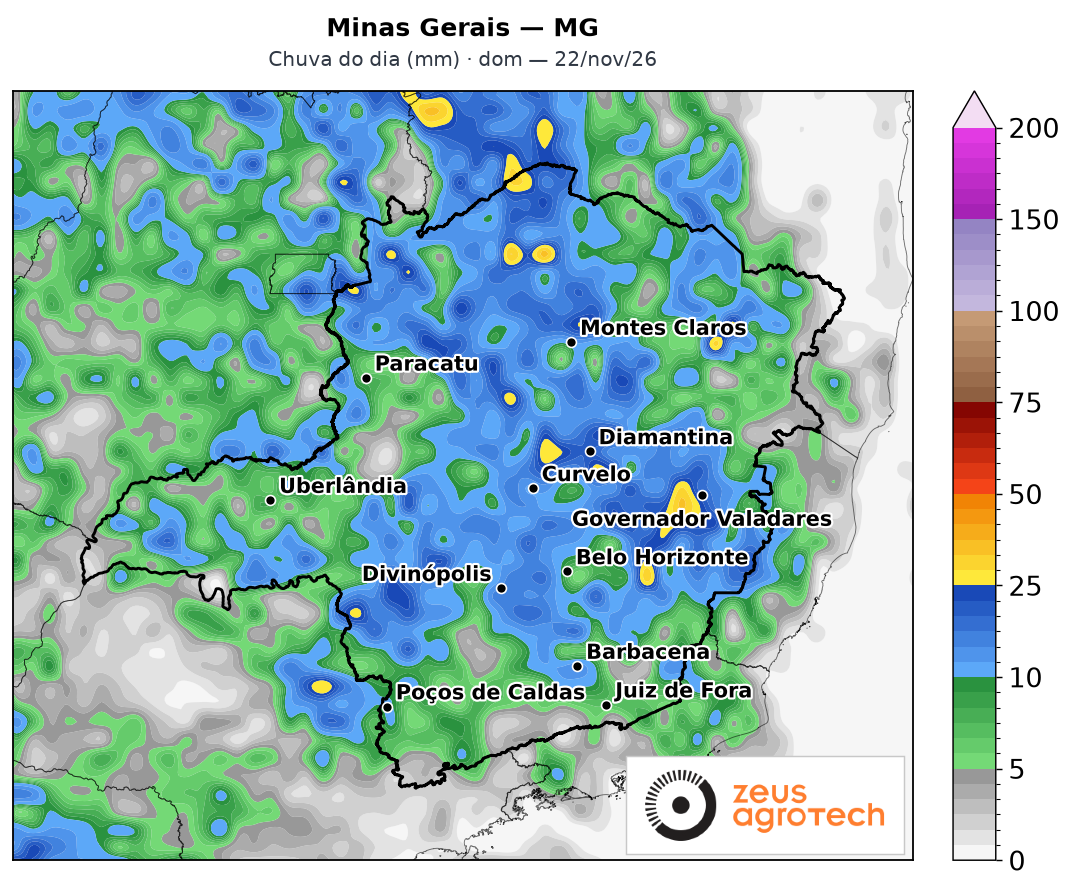 Minas Gerais — MG
Chuva do dia (mm) · dom — 22/nov/26
200
150
100
75
50
25
10
5
0
Montes Claros
Paracatu
Diamantina
Curvelo
Uberlândia
Governador Valadares
Belo Horizonte
Divinópolis
Barbacena
Poços de Caldas
Juiz de Fora
zeus
agrotech